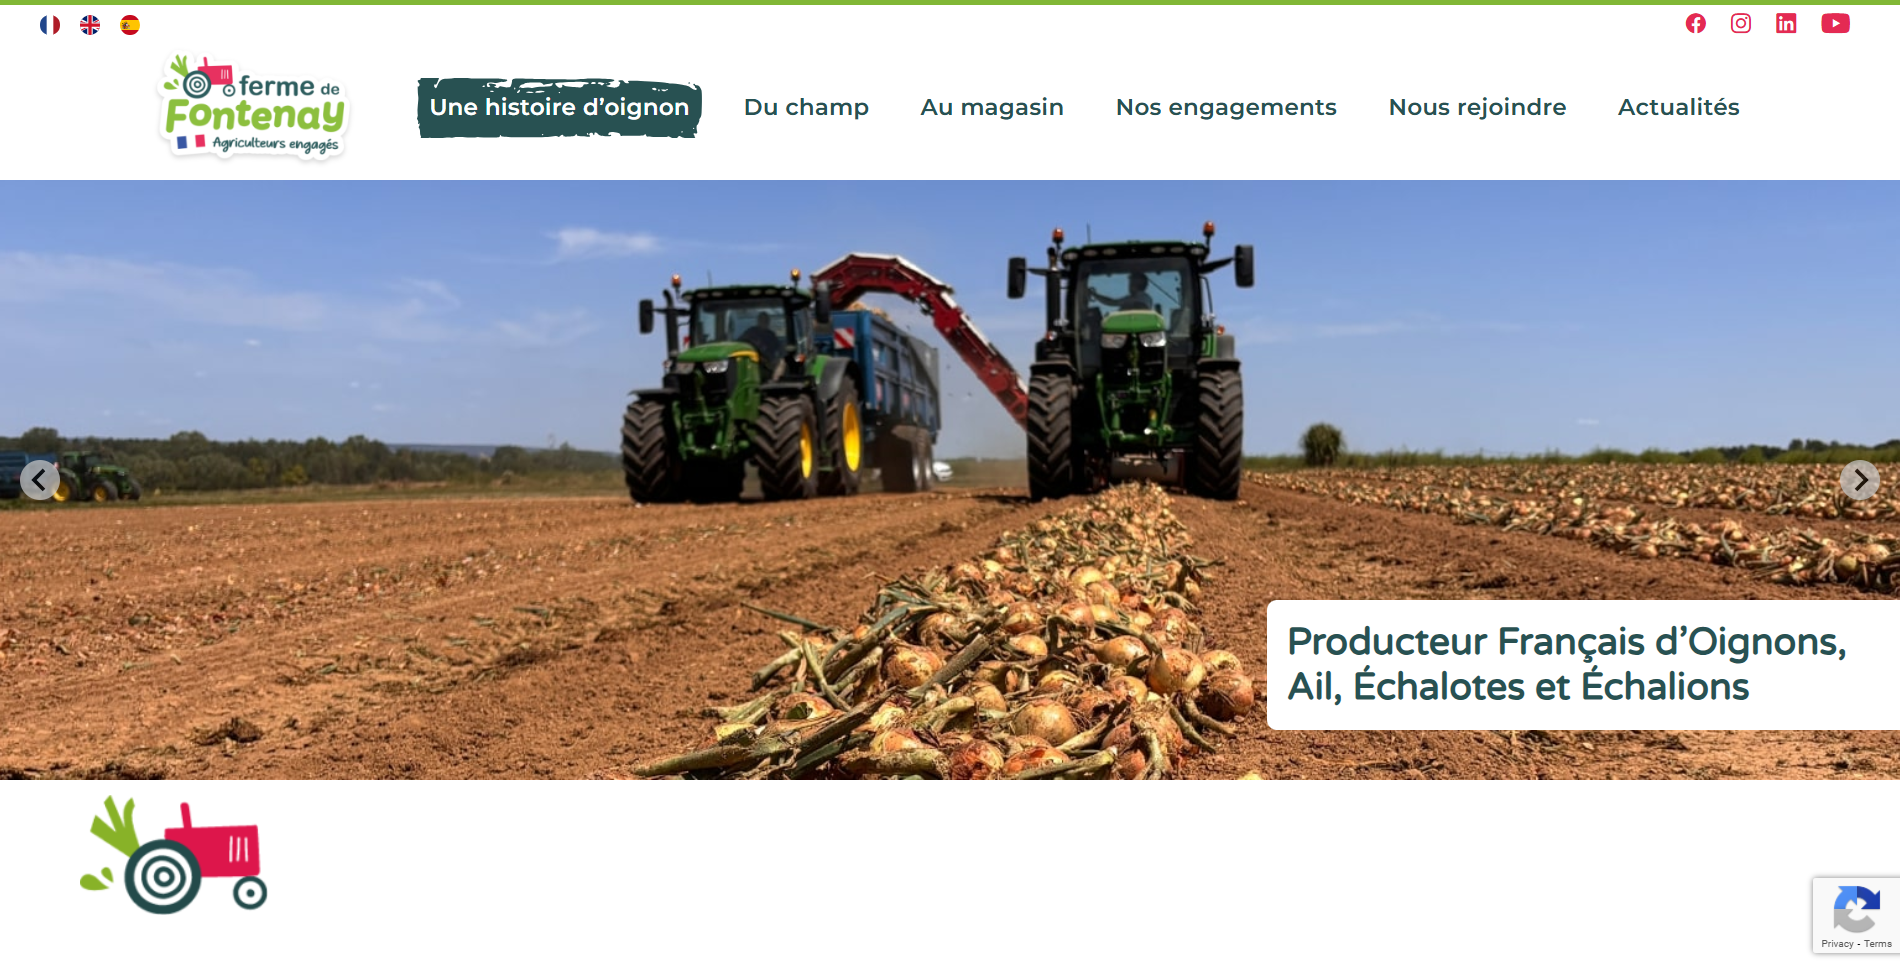 ferme de
Fontenay
Agriculteurs engagés
Une histoire d’oignon
Du champ
Au magasin
Nos engagements
Nous rejoindre
Actualités
Producteur Français d’Oignons,
Ail, Échalotes et Échalions
Privacy - Terms